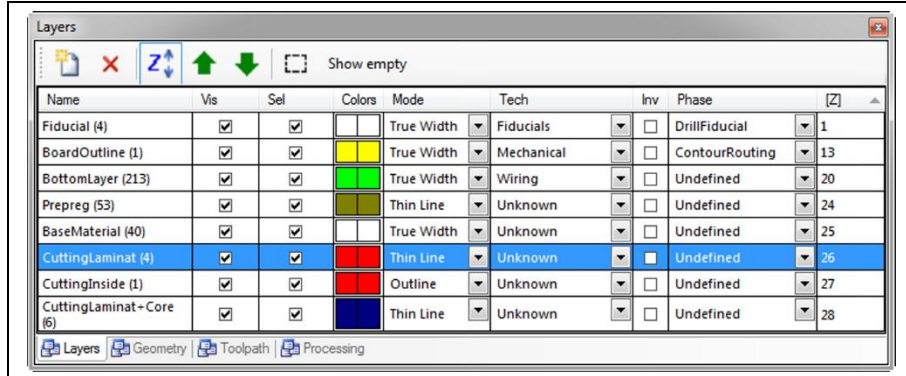 Layers
Z Show empty
Name Vis Sel Colors Mode Tech Inv Phase [Z]
Fiducial (4) True Width Fiducials DrillFiducial 1
BoardOutline (1) True Width Mechanical ContourRouting 13
BottomLayer (213) True Width Wiring Undefined 20
Prepreg (53) Thin Line Unknown Undefined 24
BaseMaterial (40) True Width Unknown Undefined 25
CuttingLaminat (4) Thin Line Unknown Undefined 26
CuttingInside (1) Outline Unknown Undefined 27
CuttingLaminat+Core
(6) Thin Line Unknown Undefined 28
Layers Geometry Toolpath Processing